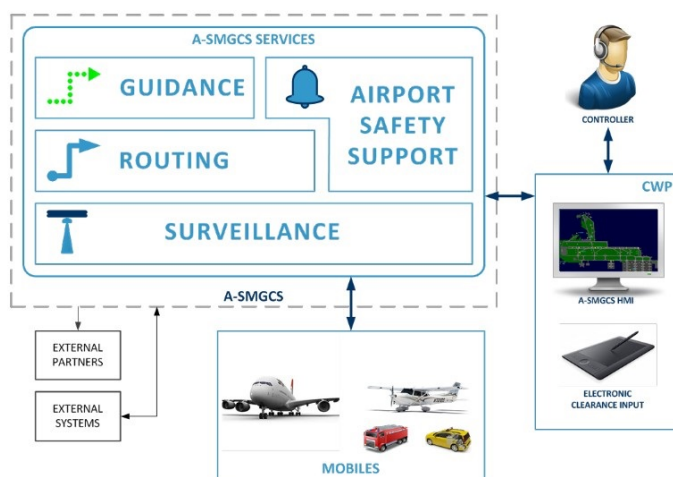 A-SMGCS SERVICES
GUIDANCE
AIRPORT
SAFETY
SUPPORT
ROUTING
SURVEILLANCE
A-SMGCS
CONTROLLER
CWP
A-SMGCS HMI
ELECTRONIC
CLEARANCE INPUT
EXTERNAL
PARTNERS
EXTERNAL
SYSTEMS
MOBILES